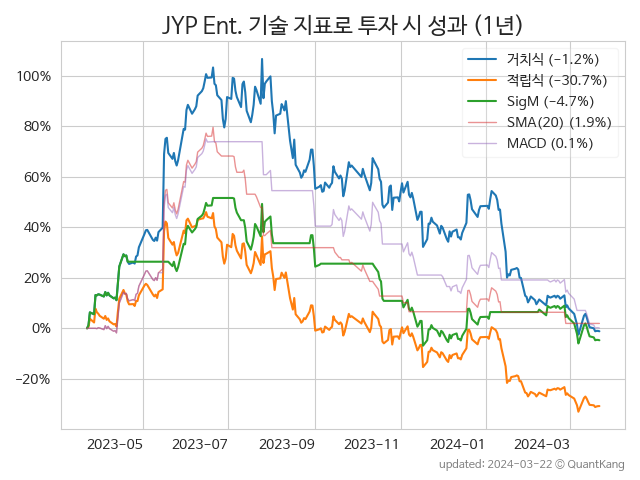 JYP Ent. 기술 지표로 투자 시 성과 (1년)
거치식 (−1.2%)
적립식 (−30.7%)
SigM (−4.7%)
SMA(20) (1.9%)
MACD (0.1%)
100%
80%
60%
40%
20%
0%
−20%
2023−05 2023−07 2023−09 2023−11 2024−01 2024−03
updated: 2024−03−22 © QuantKang